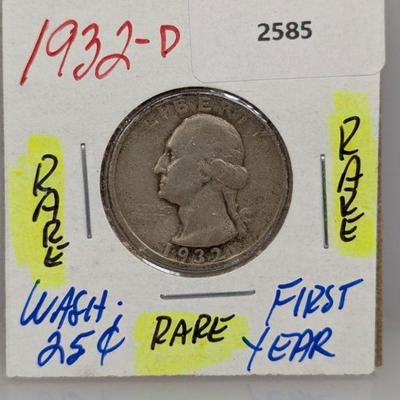 1932-D
2585
LIBERTY
1932
RARE
RARE
WASH.
25¢
RARE
FIRST
YEAR